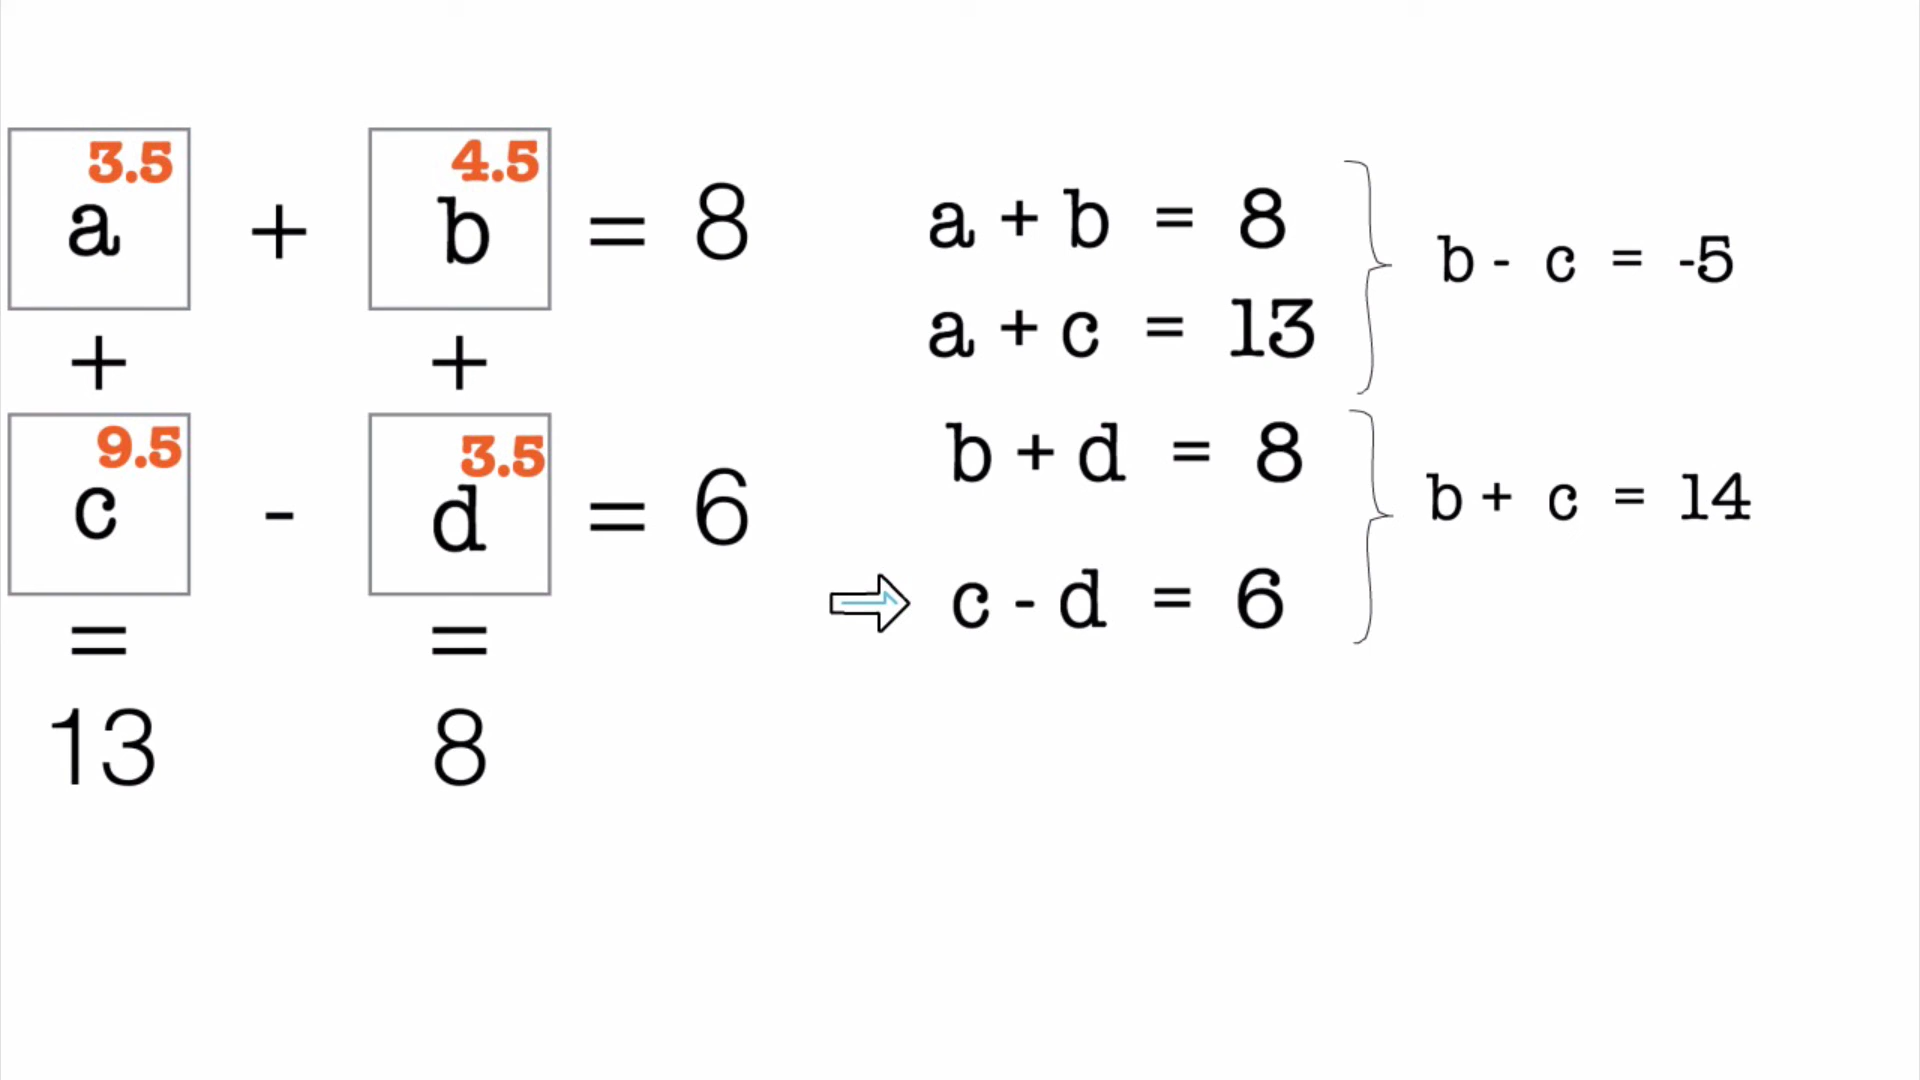 3.5 4.5
a + b = 8
+ +
9.5 3.5
c - d = 6
= =
13 8
a + b = 8
a + c = 13
b - c = -5
b + d = 8
c - d = 6
b + c = 14